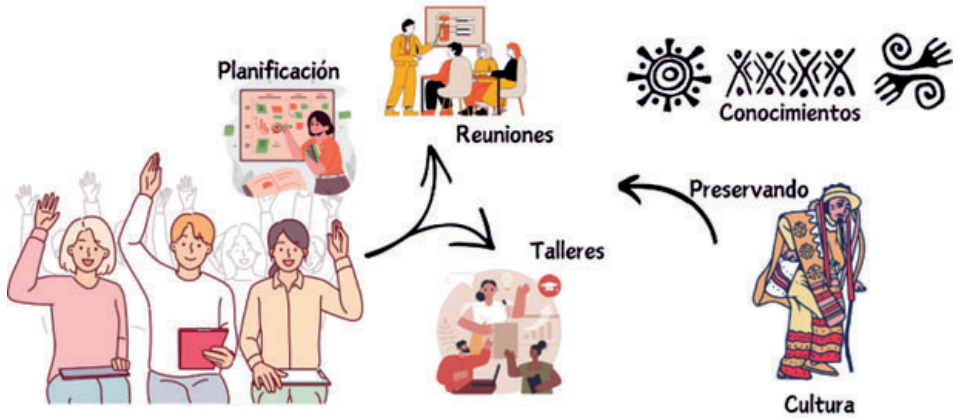 Planificación
Reuniones
Talleres
Conocimientos
Preservando
Cultura